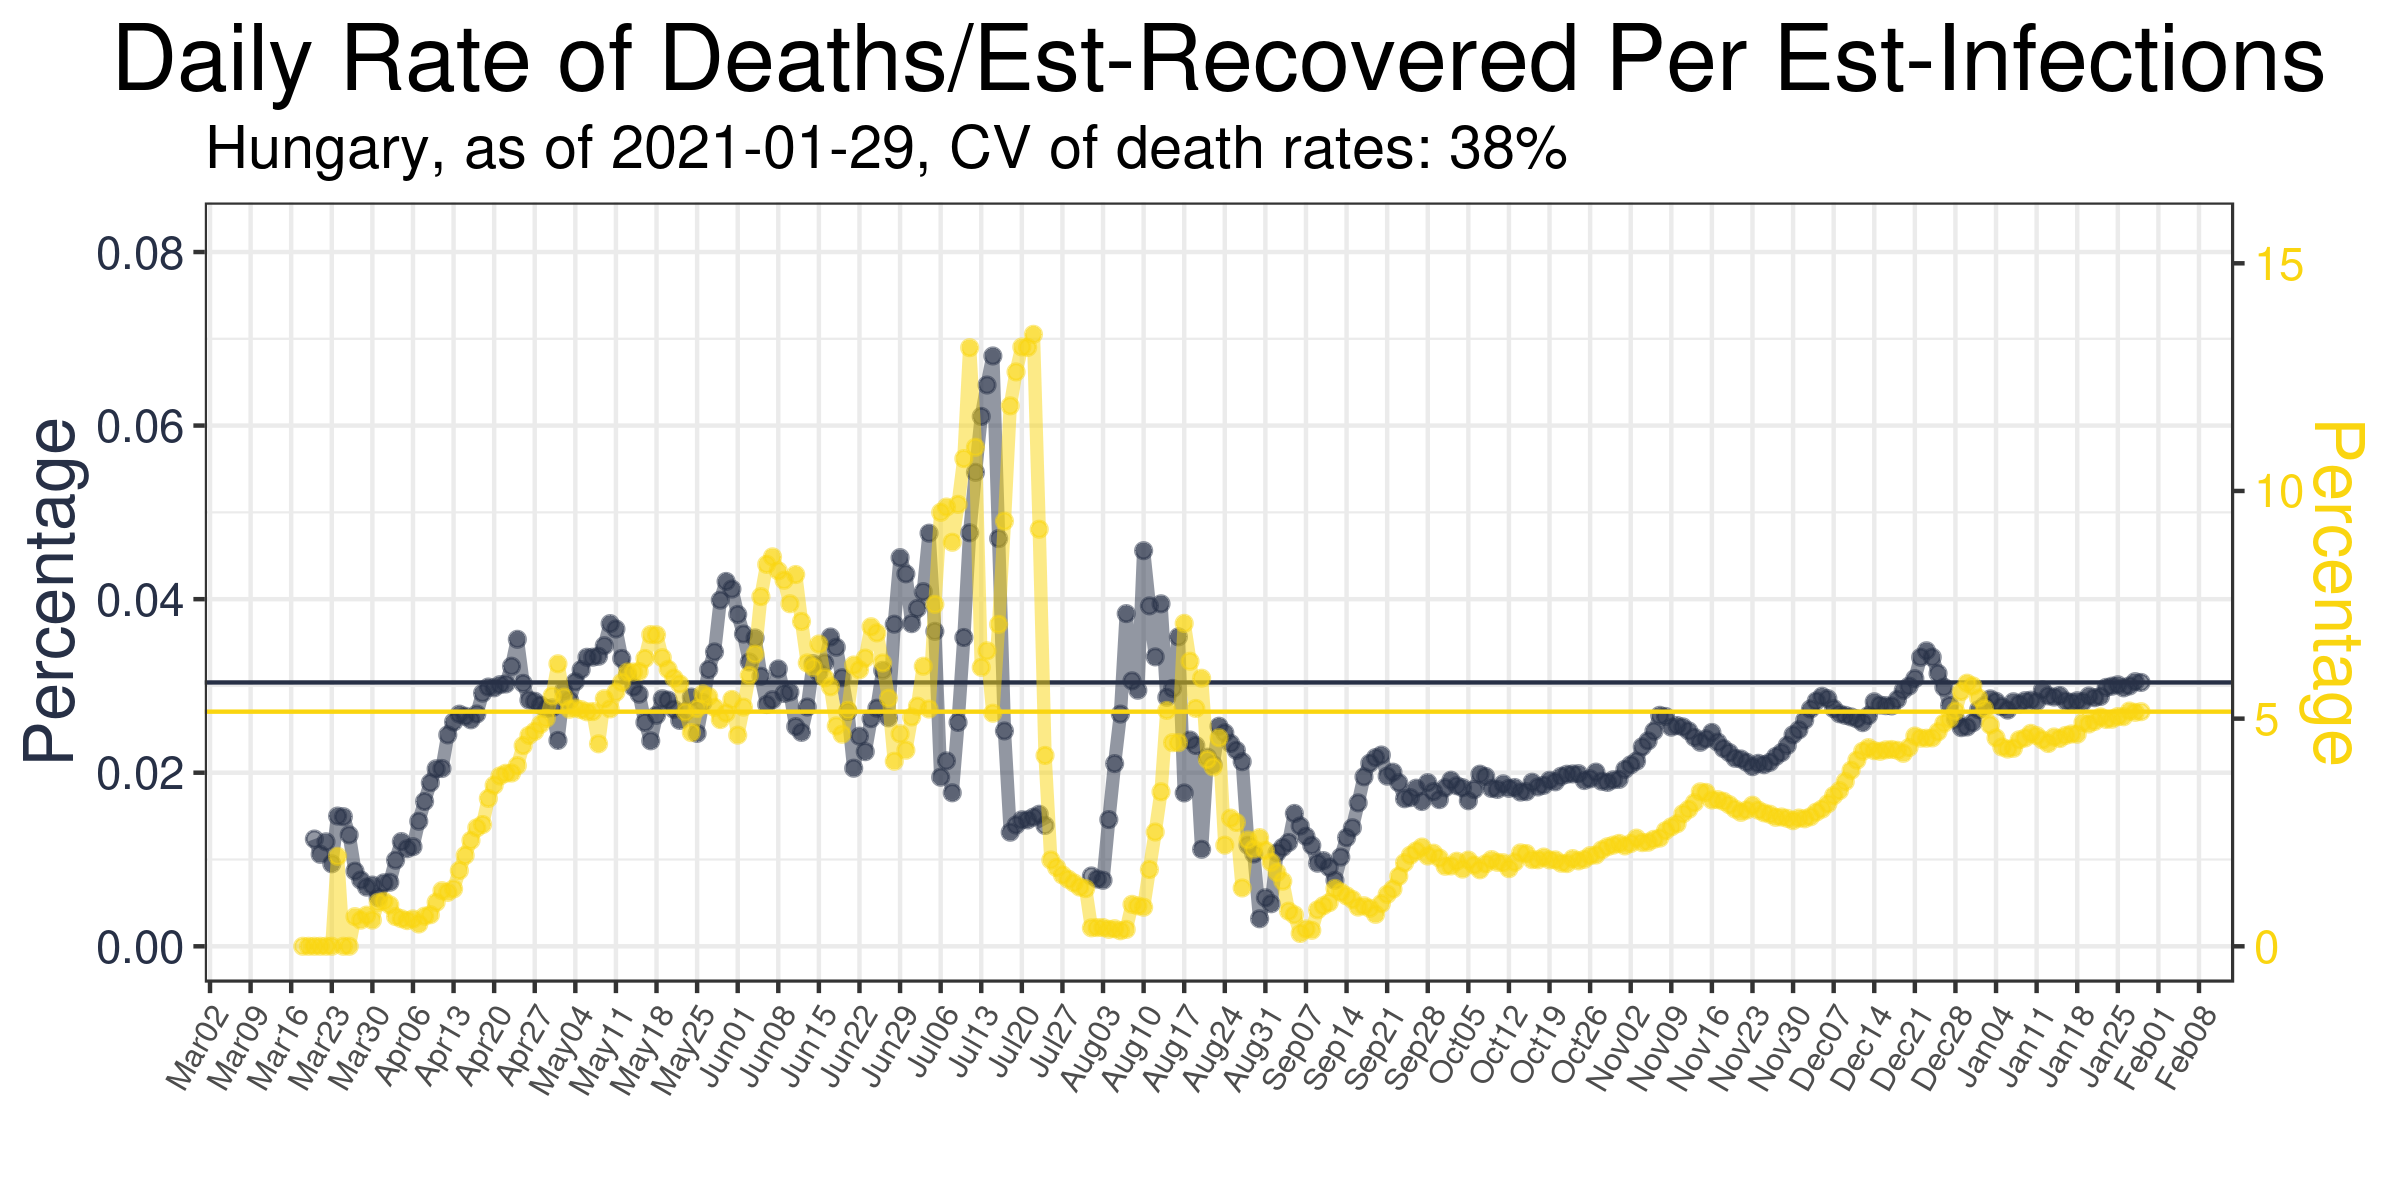 Daily Rate of Deaths/Est-Recovered Per Est-Infections
Hungary, as of 2021-01-29, CV of death rates: 38%
Percentage
0.08
0.06
0.04
0.02
0.00
15
10
5
0
Percentage
Mar02 Mar09 Mar16 Mar23 Mar30 Apr06 Apr13 Apr20 Apr27 May04 May11 May18 May25 Jun01 Jun08 Jun15 Jun22 Jun29 Jul06 Jul13 Jul20 Jul27 Aug03 Aug10 Aug17 Aug24 Aug31 Sep07 Sep14 Sep21 Sep28 Oct05 Oct12 Oct19 Oct26 Nov02 Nov09 Nov16 Nov23 Nov30 Dec07 Dec14 Dec21 Dec28 Jan04 Jan11 Jan18 Jan25 Feb01 Feb08